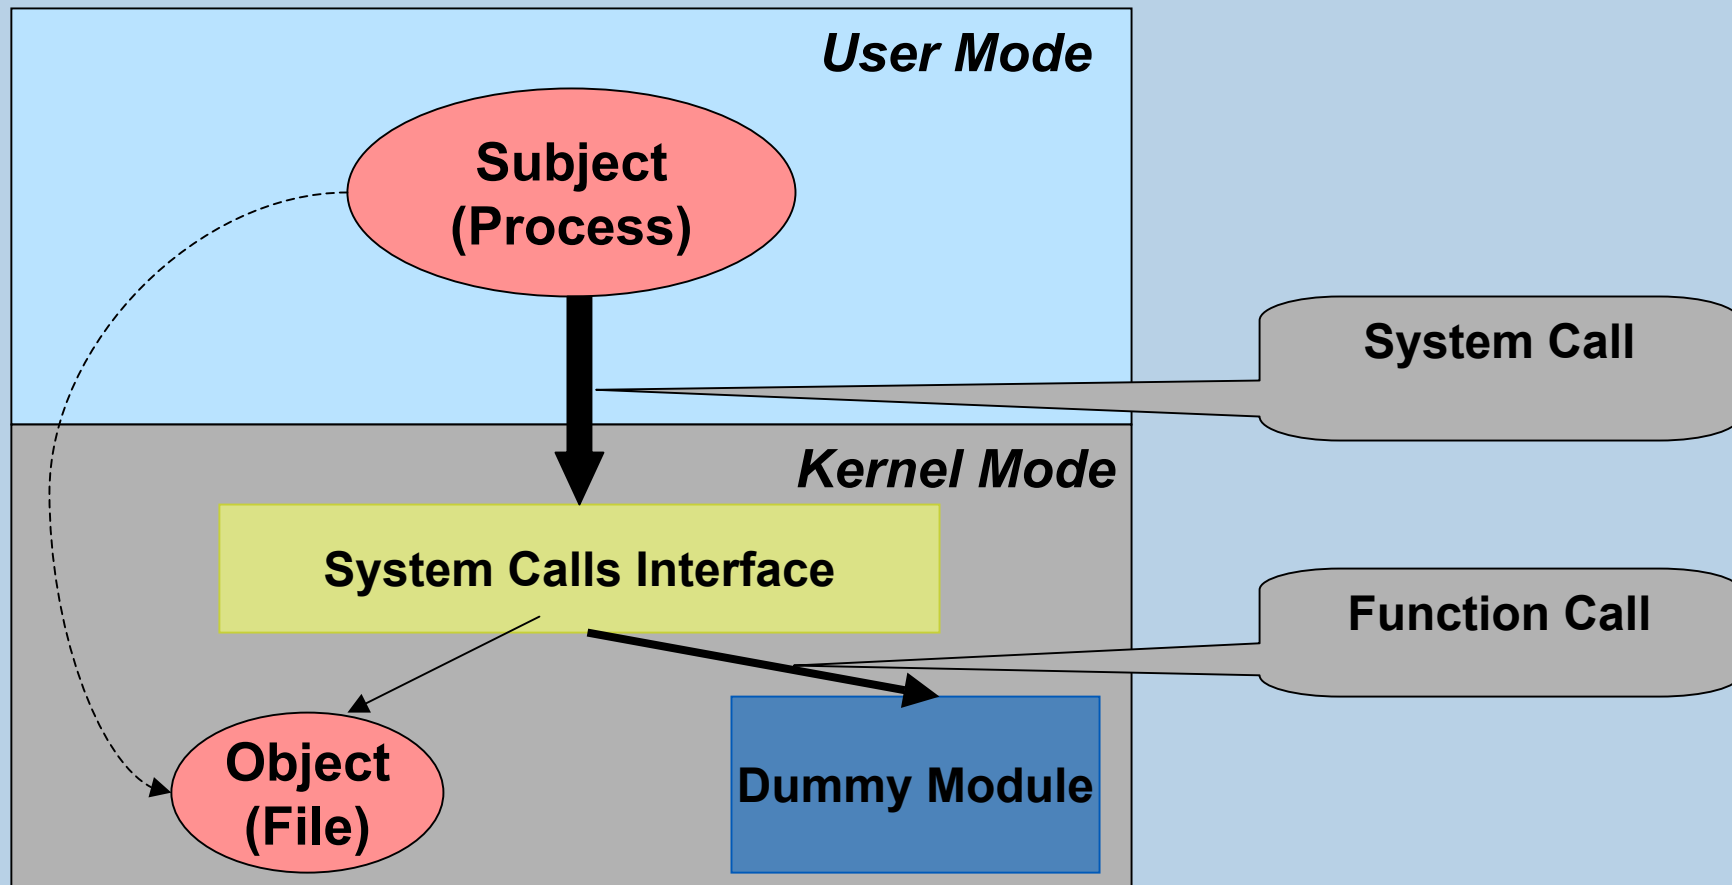 User Mode
Subject
(Process)
System Call
Kernel Mode
System Calls Interface
Function Call
Object
(File)
Dummy Module